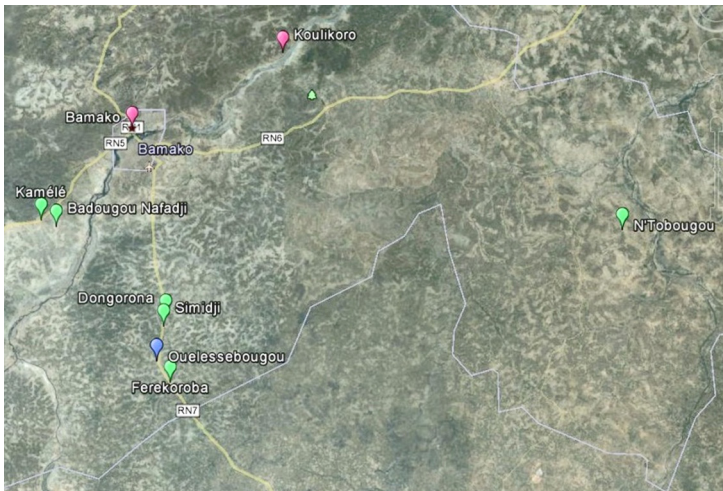 Koulikoro
Bamako
RN1
RN5
Bamako
RN6
Kamélé
Badougou Nafadji
N'Tobougou
Dongorona
Simidji
Ouelessebougou
Ferekoroba
RN7